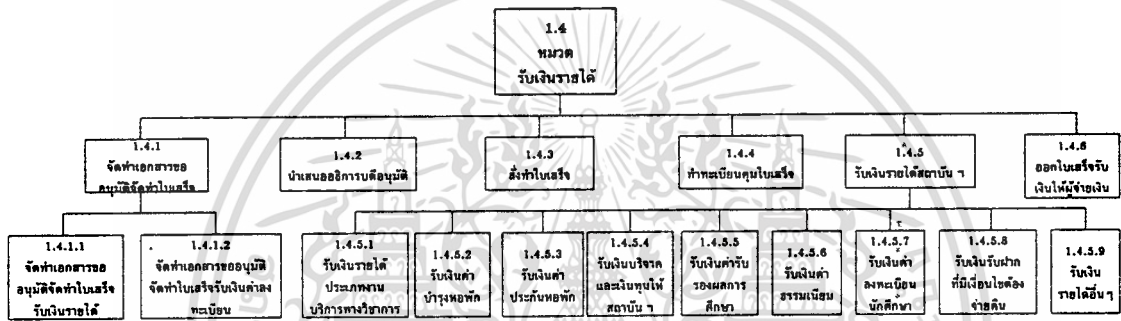 1.4
หมวด
รับเงินรายได้
1.4.1
จัดทำเอกสารขอ
อนุมัติจัดทำใบเสร็จ
1.4.2
นำเสนออธิการบดีอนุมัติ
1.4.3
สั่งทำใบเสร็จ
1.4.4
ทำทะเบียนคุมใบเสร็จ
1.4.5
รับเงินรายได้สถาบัน ฯ
1.4.6
ออกใบเสร็จรับ
เงินให้ผู้จ่ายเงิน
1.4.1.1
จัดทำเอกสารขอ
อนุมัติจัดทำใบเสร็จ
รับเงินรายได้
1.4.1.2
จัดทำเอกสารขออนุมัติ
จัดทำใบเสร็จรับเงินค่าลง
ทะเบียน
1.4.5.1
รับเงินรายได้
ประเภทงาน
บริการทางวิชาการ
1.4.5.2
รับเงินค่า
บำรุงหอพัก
1.4.5.3
รับเงินค่า
ประกันหอพัก
1.4.5.4
รับเงินบริจาค
และเงินทุนให้
สถาบัน ฯ
1.4.5.5
รับเงินค่ารับ
รองผลการ
ศึกษา
1.4.5.6
รับเงินค่า
ธรรมเนียม
1.4.5.7
รับเงินค่า
ลงทะเบียน
นักศึกษา
1.4.5.8
รับเงินรับฝาก
ที่มีเงื่อนไขต้อง
จ่ายคืน
1.4.5.9
รับเงิน
รายได้อื่น ๆ